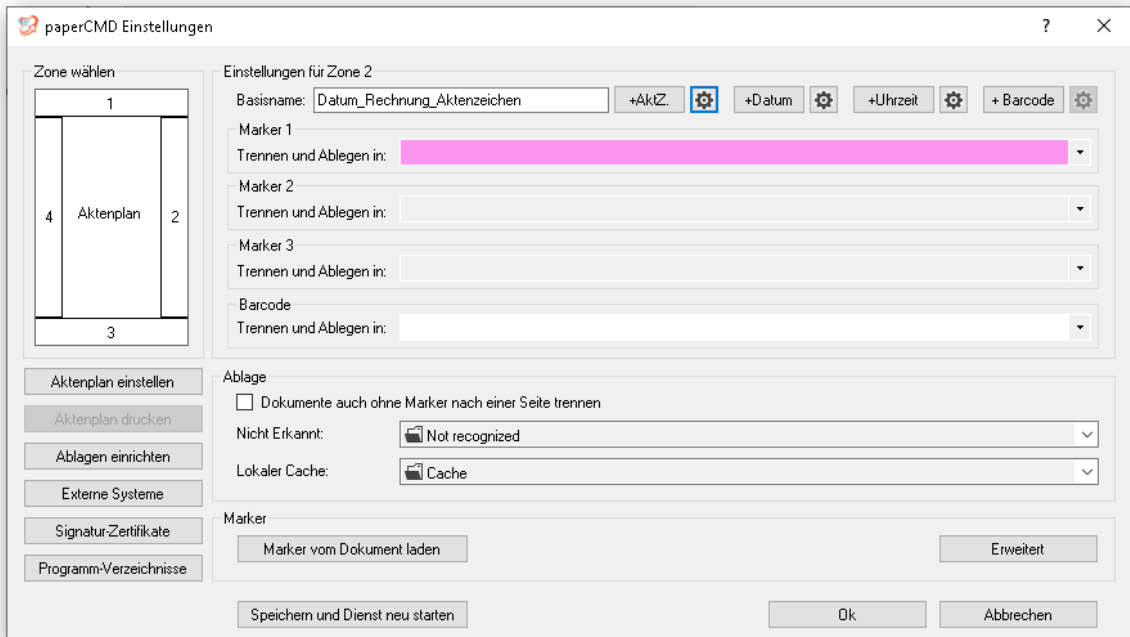 paperCMD Einstellungen
?
Zone wählen
1
4
Aktenplan
2
3
Einstellungen für Zone 2
Basisname: Datum_Rechnung_Aktenzeichen +AktZ. +Datum +Uhrzeit + Barcode
Marker 1
Trennen und Ablegen in:
Marker 2
Trennen und Ablegen in:
Marker 3
Trennen und Ablegen in:
Barcode
Trennen und Ablegen in:
Aktenplan einstellen
Aktenplan drucken
Ablagen einrichten
Externe Systeme
Signatur-Zertifikate
Programm-Verzeichnisse
Ablage
Dokumente auch ohne Marker nach einer Seite trennen
Nicht Erkannt: Not recognized
Lokaler Cache: Cache
Marker
Marker vom Dokument laden Erweitert
Speichern und Dienst neu starten Ok Abbrechen